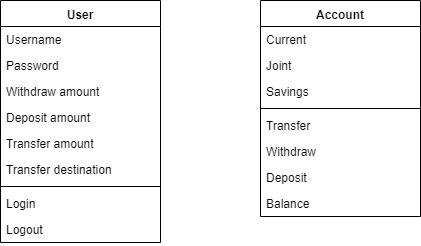 User
Username
Password
Withdraw amount
Deposit amount
Transfer amount
Transfer destination
Login
Logout
Account
Current
Joint
Savings
Transfer
Withdraw
Deposit
Balance